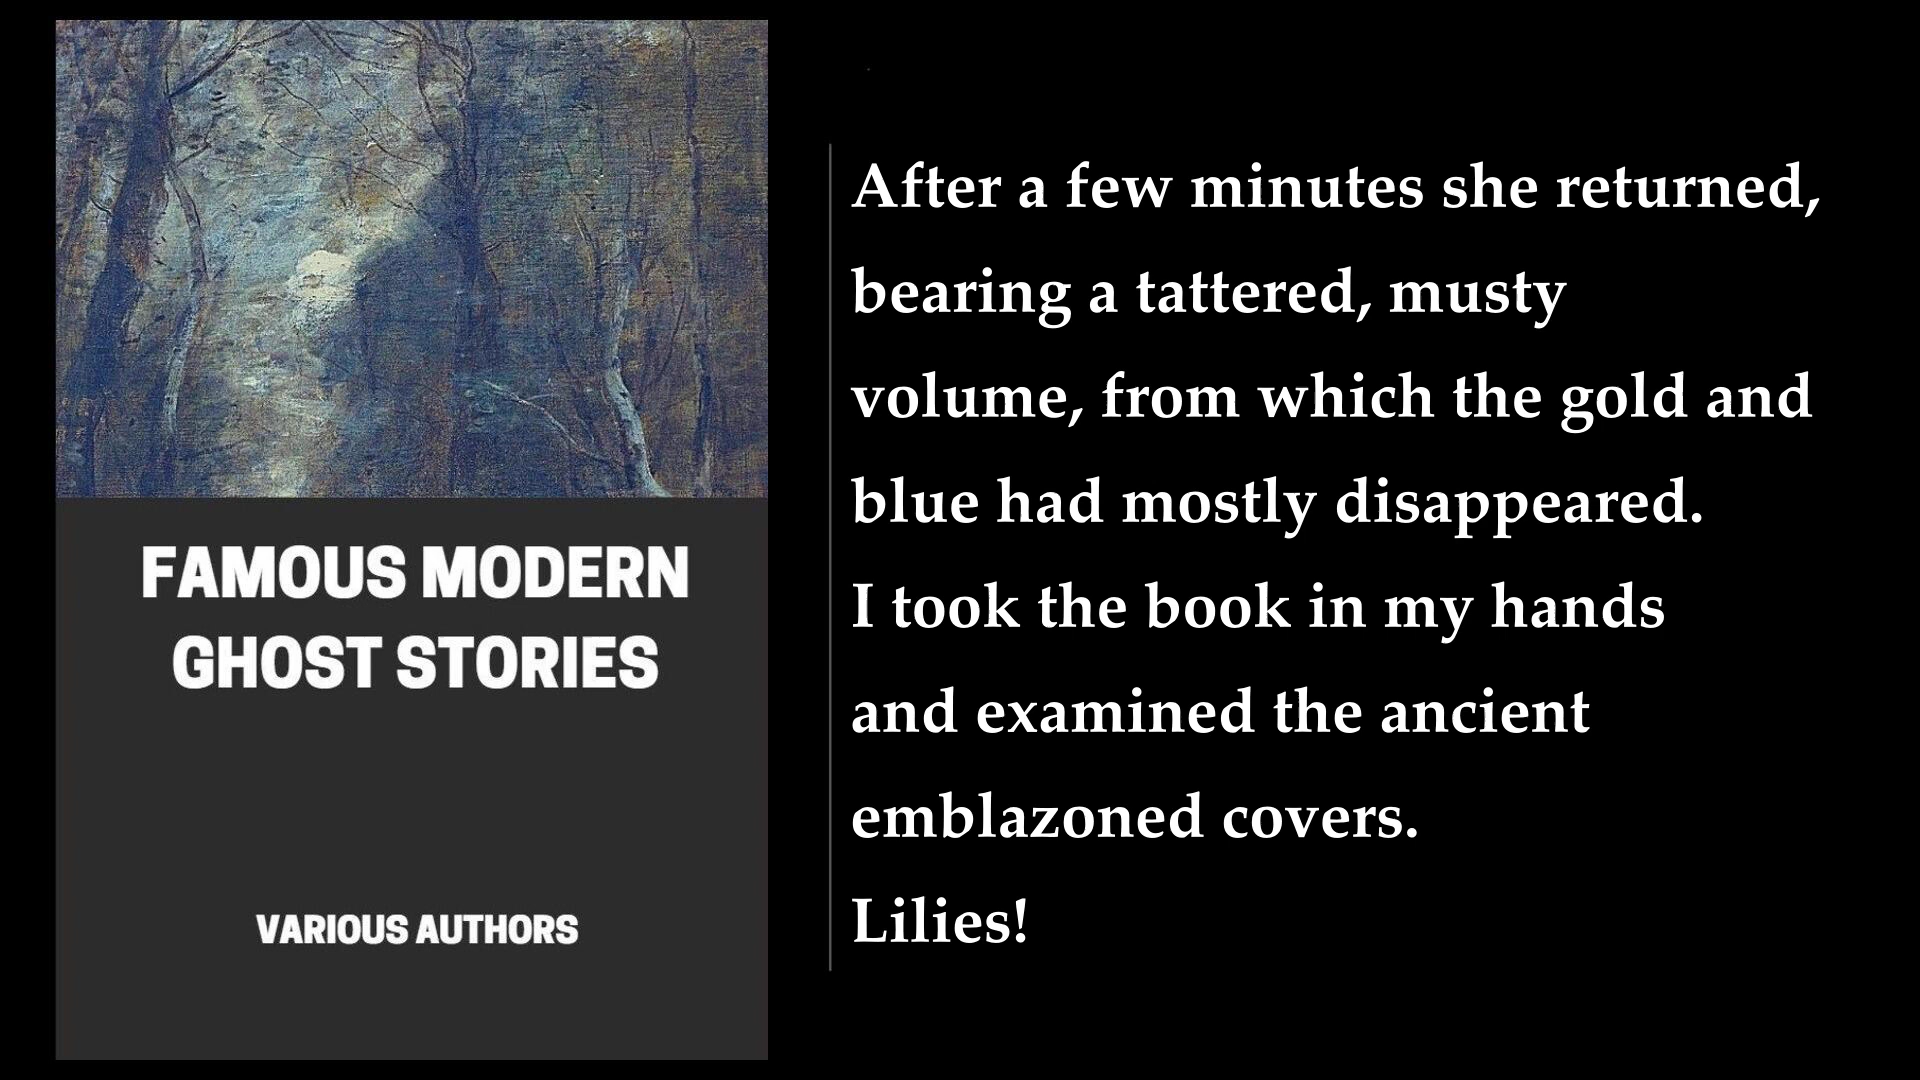 FAMOUS MODERN
GHOST STORIES
VARIOUS AUTHORS
After a few minutes she returned,
bearing a tattered, musty
volume, from which the gold and
blue had mostly disappeared.
I took the book in my hands
and examined the ancient
emblazoned covers.
Lilies!